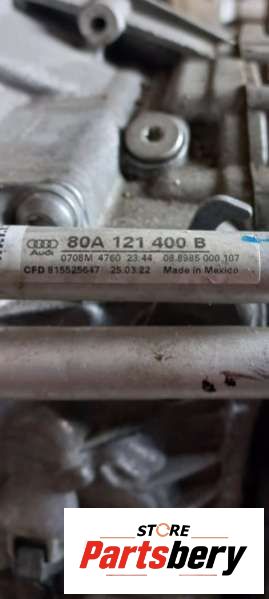 80A 121 400 B
Audi
0708M 4760 23:44 08.8985 000 107
CFD 815525647 25.03.22 Made in Mexico
STORE
Partsbery